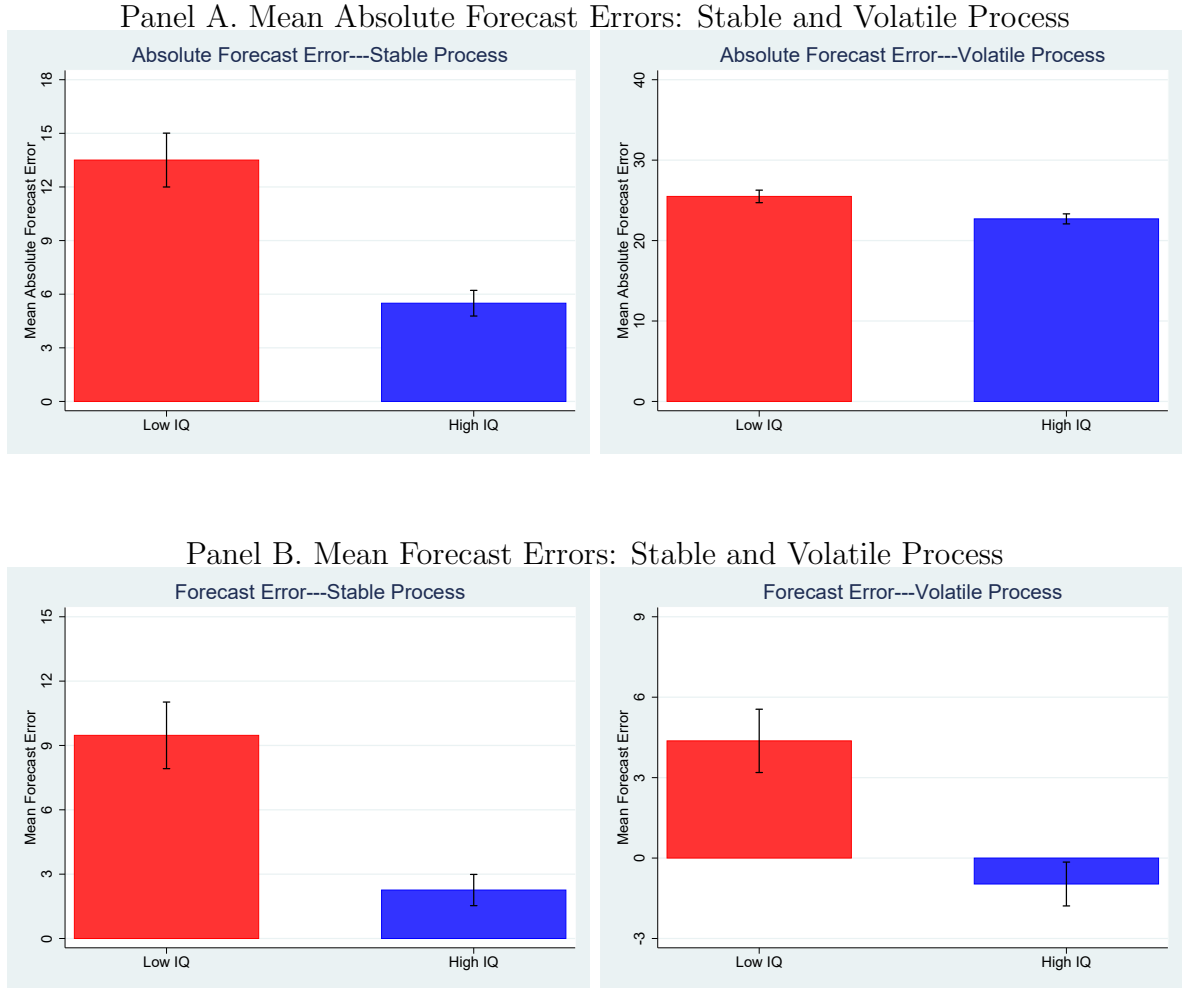 Panel A. Mean Absolute Forecast Errors: Stable and Volatile Process
Absolute Forecast Error---Stable Process
Mean Absolute Forecast Error
18
15
12
9
6
3
0
Low IQ
High IQ
Absolute Forecast Error---Volatile Process
Mean Absolute Forecast Error
40
30
20
10
0
Low IQ
High IQ
Panel B. Mean Forecast Errors: Stable and Volatile Process
Forecast Error---Stable Process
Mean Forecast Error
15
12
9
6
3
0
Low IQ
High IQ
Forecast Error---Volatile Process
Mean Forecast Error
9
6
3
0
-3
Low IQ
High IQ